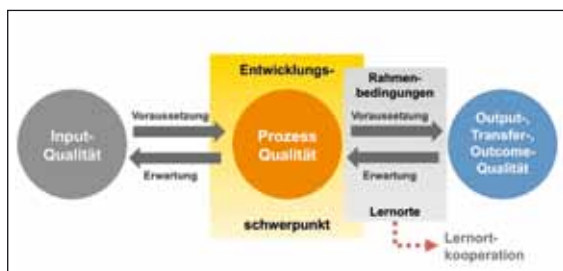 Input-
Qualität
Voraussetzung
Erwartung
Entwicklungs-
Prozess
Qualität
schwerpunkt
Rahmen-
bedingungen
Voraussetzung
Erwartung
Lernorte
Output-,
Transfer-,
Outcome-
Qualität
Lernort-
kooperation